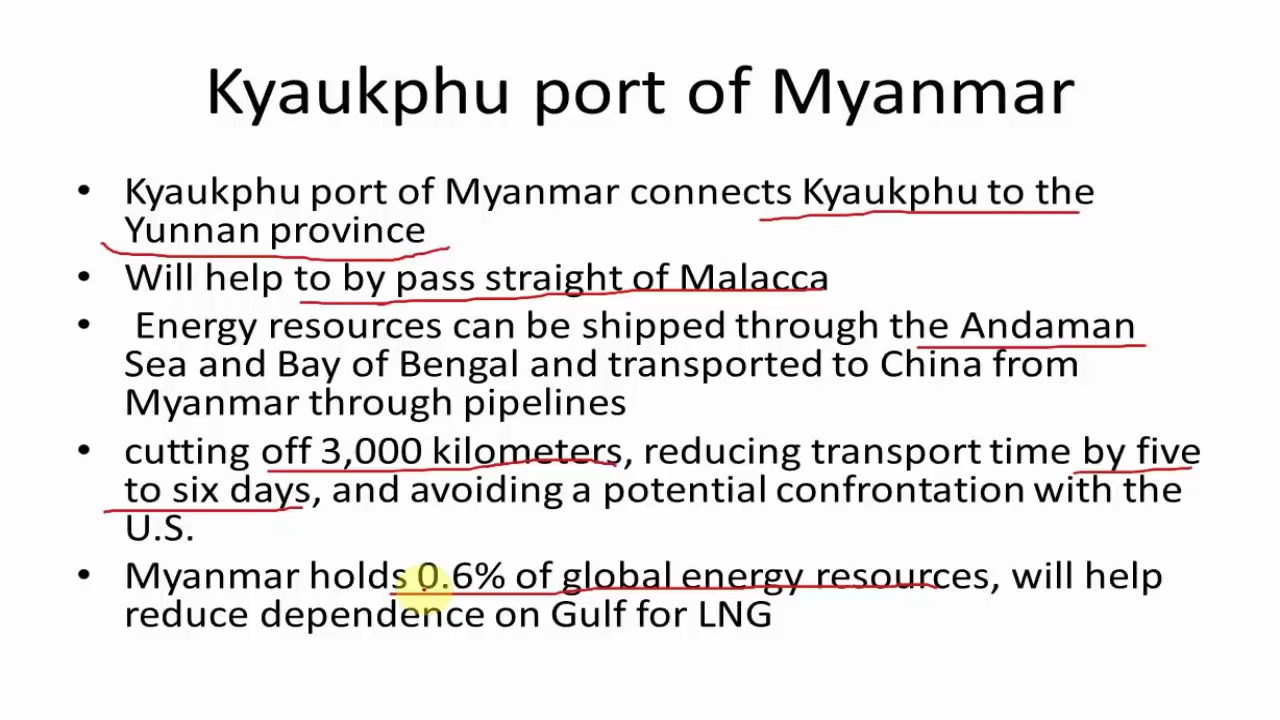 Kyaukphu port of Myanmar
• Kyaukphu port of Myanmar connects Kyaukphu to the
Yunnan province
• Will help to by pass straight of Malacca
• Energy resources can be shipped through the Andaman
Sea and Bay of Bengal and transported to China from
Myanmar through pipelines
• cutting off 3,000 kilometers, reducing transport time by five
to six days, and avoiding a potential confrontation with the
U.S.
• Myanmar holds 0.6% of global energy resources, will help
reduce dependence on Gulf for LNG